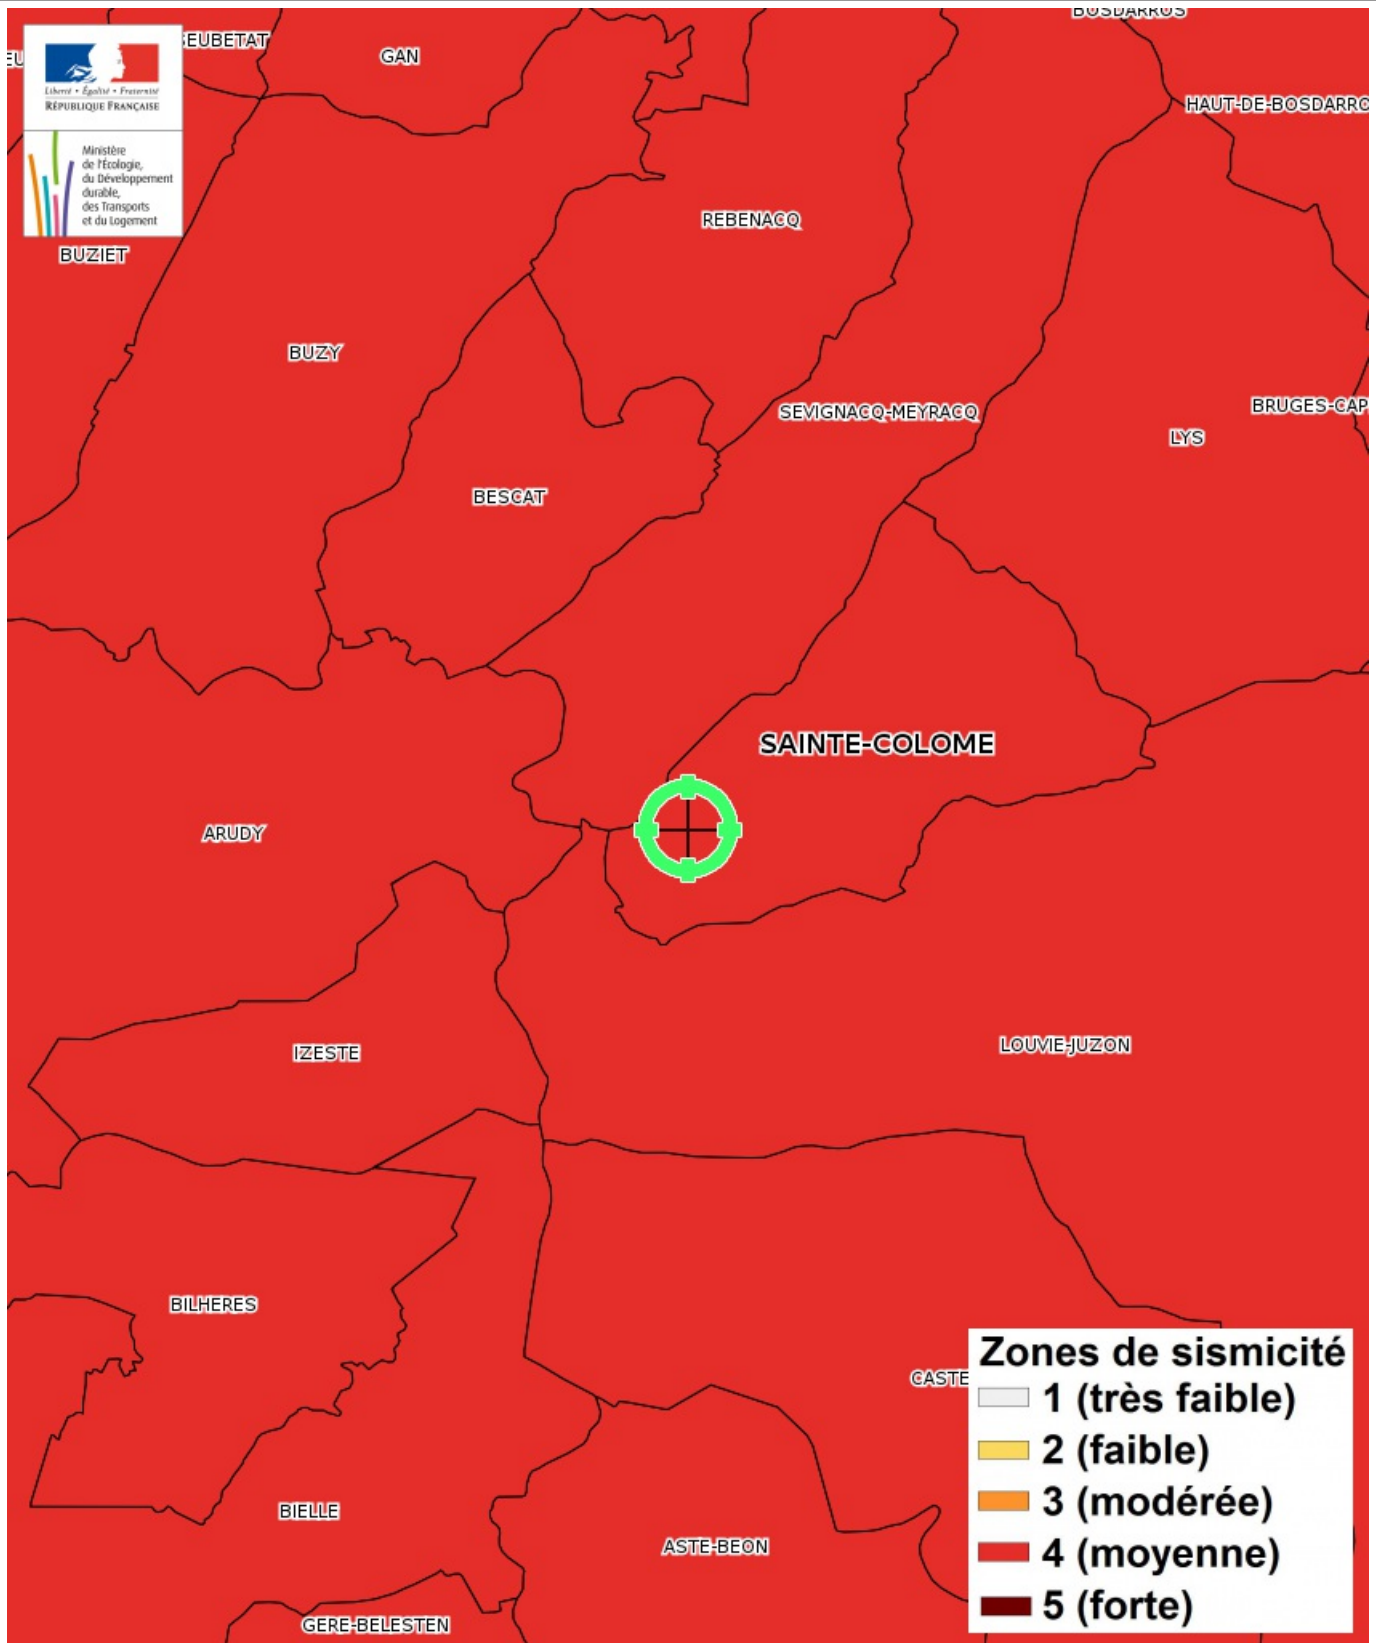 BOSDARROS
SEUBETAT
GAN
HAUT-DE-BOSDARRO
Liberté • Égalité • Fraternité
RÉPUBLIQUE FRANÇAISE
Ministère
de l'Écologie,
du Développement
durable,
des Transports
et du Logement
REBENACQ
BUZIET
BUZY
BRUGES-CAP
SEVIGNACQ-MEYRACQ
LYS
BESCAT
SAINTE-COLOME
ARUDY
LOUVIE-JUZON
IZESTE
BILHERES
CASTE
BIELLE
ASTE-BEON
GERE-BELESTEN
Zones de sismicité
1 (très faible)
2 (faible)
3 (modérée)
4 (moyenne)
5 (forte)